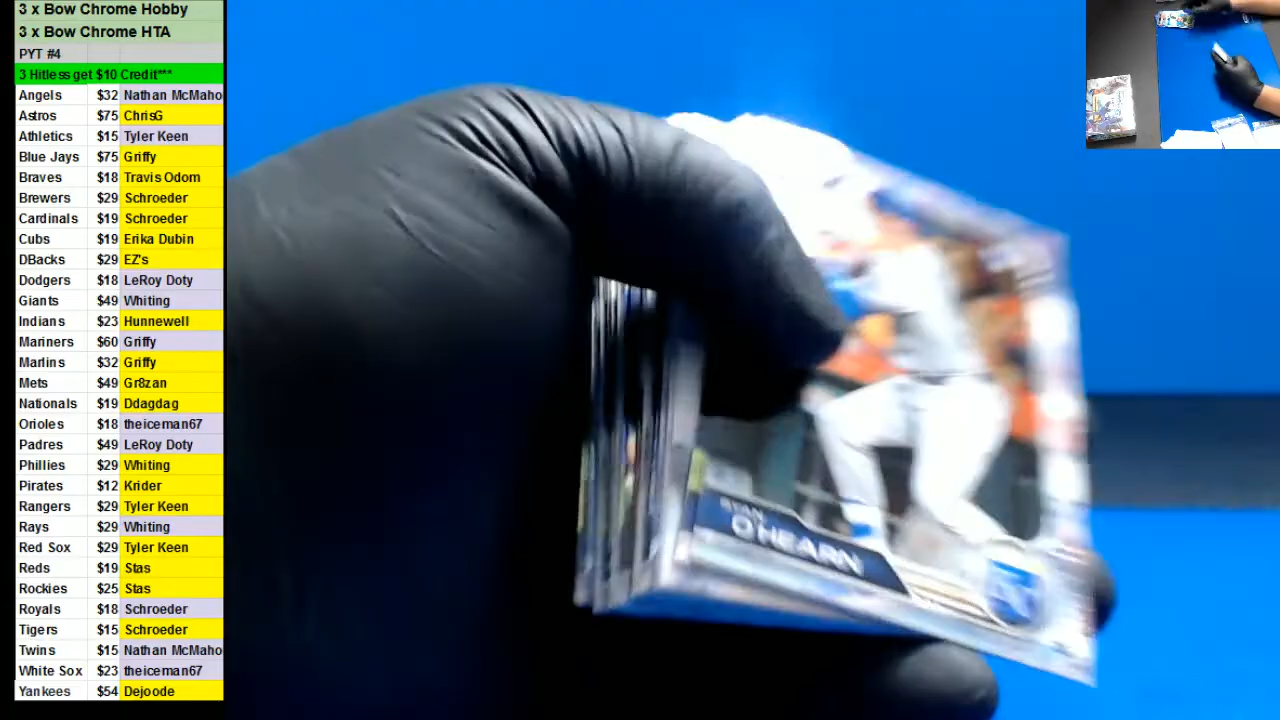 3 x Bow Chrome Hobby
3 x Bow Chrome HTA
PYT #4
3 Hitless get $10 Credit***
Angels $32 Nathan McMaho
Astros $75 ChrisG
Athletics $15 Tyler Keen
Blue Jays $75 Griffy
Braves $18 Travis Odom
Brewers $29 Schroeder
Cardinals $19 Schroeder
Cubs $19 Erika Dubin
DBacks $29 EZ's
Dodgers $18 LeRoy Doty
Giants $49 Whiting
Indians $23 Hunnewell
Mariners $60 Griffy
Marlins $32 Griffy
Mets $49 Gr8zan
Nationals $19 Ddagdag
Orioles $18 theiceman67
Padres $49 LeRoy Doty
Phillies $29 Whiting
Pirates $12 Krider
Rangers $29 Tyler Keen
Rays $29 Whiting
Red Sox $29 Tyler Keen
Reds $19 Stas
Rockies $25 Stas
Royals $18 Schroeder
Tigers $15 Schroeder
Twins $15 Nathan McMaho
White Sox $23 theiceman67
Yankees $54 Dejoode
RYAN
O'HEARN